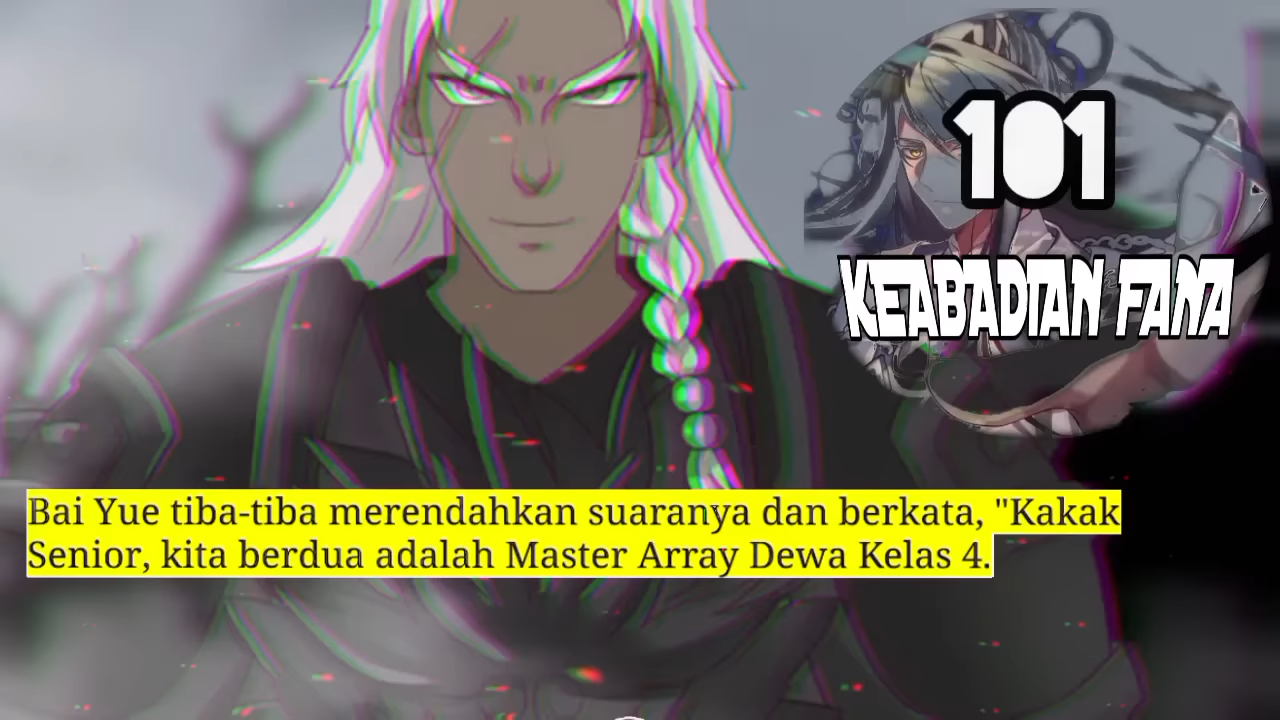 101
KEABADIAN FANA
Bai Yue tiba-tiba merendahkan suaranya dan berkata, "Kakak
Senior, kita berdua adalah Master Array Dewa Kelas 4.